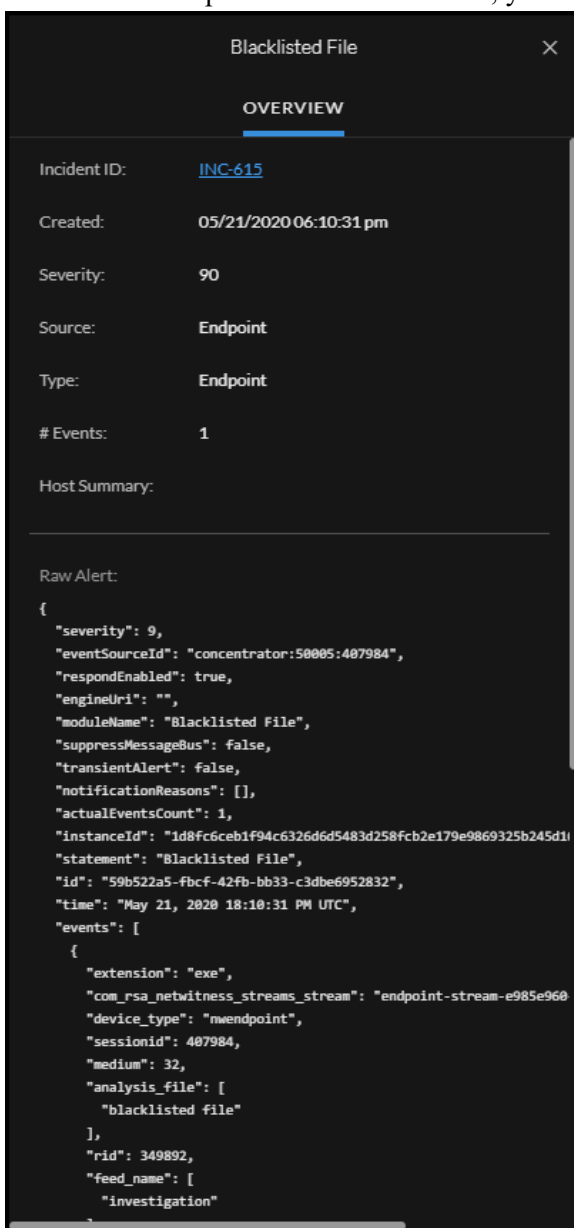 Blacklisted File ×
OVERVIEW
Incident ID: INC-615
Created: 05/21/2020 06:10:31 pm
Severity: 90
Source: Endpoint
Type: Endpoint
# Events: 1
Host Summary:
Raw Alert:
{
"severity": 9,
"eventSourceId": "concentrator:50005:407984",
"respondEnabled": true,
"engineUri": "",
"moduleName": "Blacklisted File",
"suppressMessageBus": false,
"transientAlert": false,
"notificationReasons": [],
"actualEventsCount": 1,
"instanceId": "1d8fc6ceb1f94c6326d6d5483d258fcb2e179e9869325b245d1
"statement": "Blacklisted File",
"id": "59b522a5-fbcf-42fb-bb33-c3dbe6952832",
"time": "May 21, 2020 18:10:31 PM UTC",
"events": [
{
"extension": "exe",
"com_rsa_netwitness_streams_stream": "endpoint-stream-e985e960
"device_type": "nwendpoint",
"sessionid": 407984,
"medium": 32,
"analysis_file": [
"blacklisted file"
],
"rid": 349892,
"feed_name": [
"investigation"